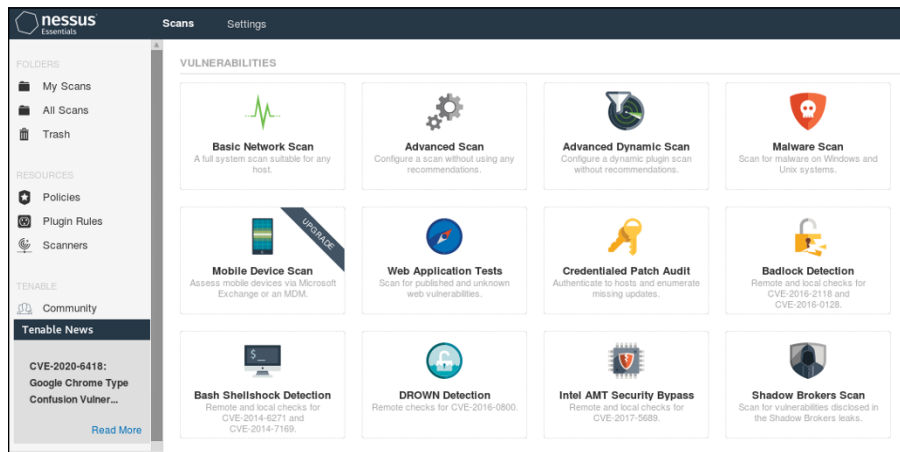 nessus
Essentials
Scans
Settings
FOLDERS
My Scans
All Scans
Trash
RESOURCES
Policies
Plugin Rules
Scanners
TENABLE
Community
Tenable News
CVE-2020-6418:
Google Chrome Type
Confusion Vulner...
Read More
VULNERABILITIES
Basic Network Scan
A full system scan suitable for any
host.
Advanced Scan
Configure a scan without using any
recommendations.
Advanced Dynamic Scan
Configure a dynamic plugin scan
without recommendations.
Malware Scan
Scan for malware on Windows and
Unix systems.
UPGRADE
Mobile Device Scan
Assess mobile devices via Microsoft
Exchange or an MDM.
Web Application Tests
Scan for published and unknown
web vulnerabilities.
Credentialed Patch Audit
Authenticate to hosts and enumerate
missing updates.
Badlock Detection
Remote and local checks for
CVE-2016-2118 and
CVE-2016-0128.
$_
Bash Shellshock Detection
Remote and local checks for
CVE-2014-6271 and
CVE-2014-7169.
DROWN Detection
Remote checks for CVE-2016-0800.
Intel AMT Security Bypass
Remote and local checks for
CVE-2017-5689.
Shadow Brokers Scan
Scan for vulnerabilities disclosed in
the Shadow Brokers leaks.